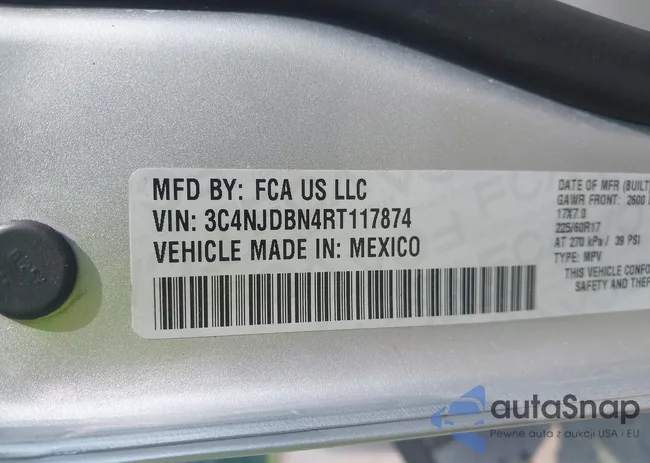 MFD BY: FCA US LLC
VIN: 3C4NJDBN4RT117874
VEHICLE MADE IN: MEXICO
DATE OF MFR (BUILT)
GAWR FRONT: 2600
17X7.0
225/60R17
AT 270 kPa / 39 PSI
TYPE: MPV
THIS VEHICLE CONFO
SAFETY AND THEF
autaSnap
Pewne auto z aukcji USA i EU